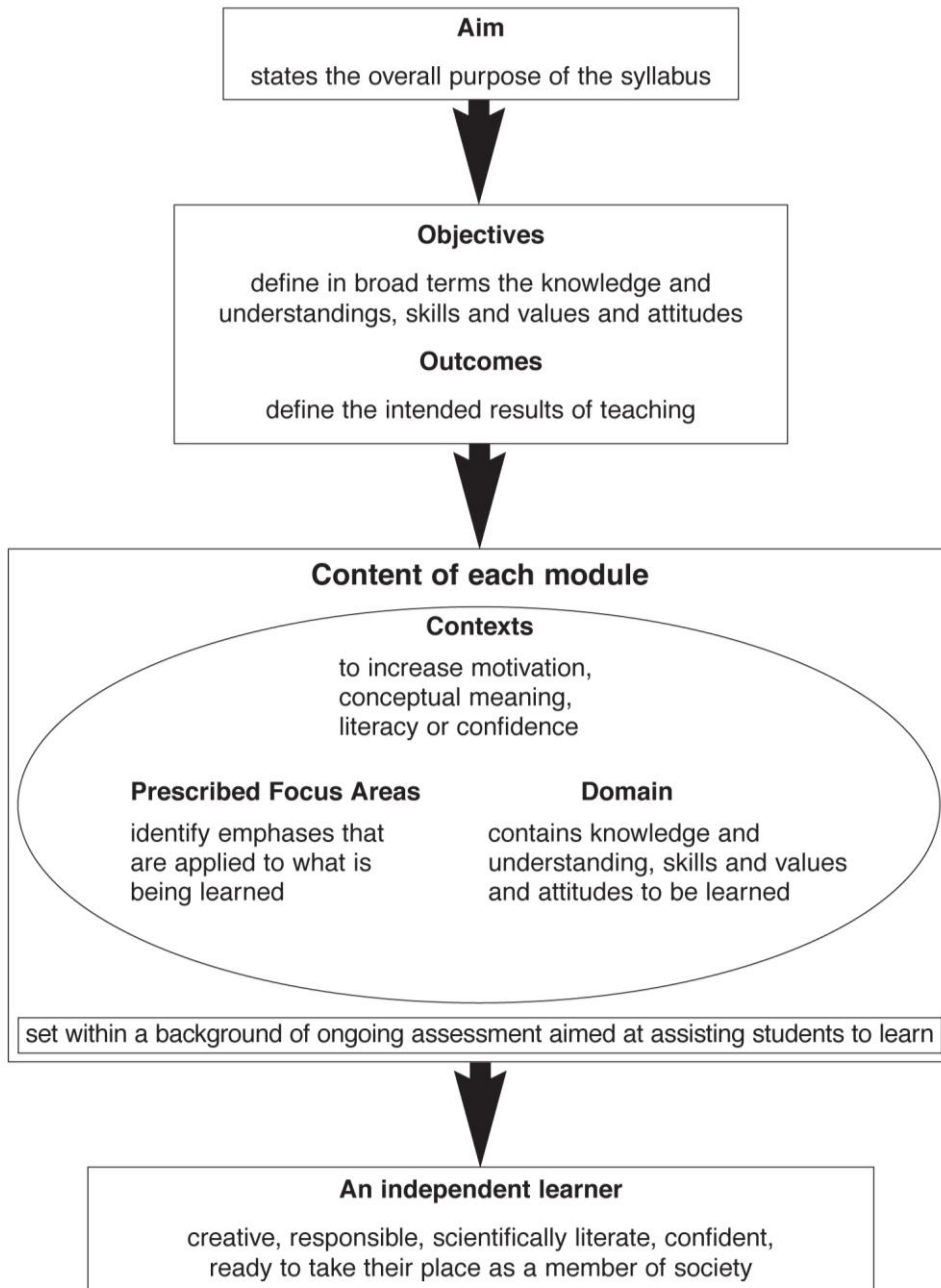 Aim
states the overall purpose of the syllabus
Objectives
define in broad terms the knowledge and
understandings, skills and values and attitudes
Outcomes
define the intended results of teaching
Content of each module
Contexts
to increase motivation,
conceptual meaning,
literacy or confidence
Prescribed Focus Areas
identify emphases that
are applied to what is
being learned
Domain
contains knowledge and
understanding, skills and values
and attitudes to be learned
set within a background of ongoing assessment aimed at assisting students to learn
An independent learner
creative, responsible, scientifically literate, confident,
ready to take their place as a member of society